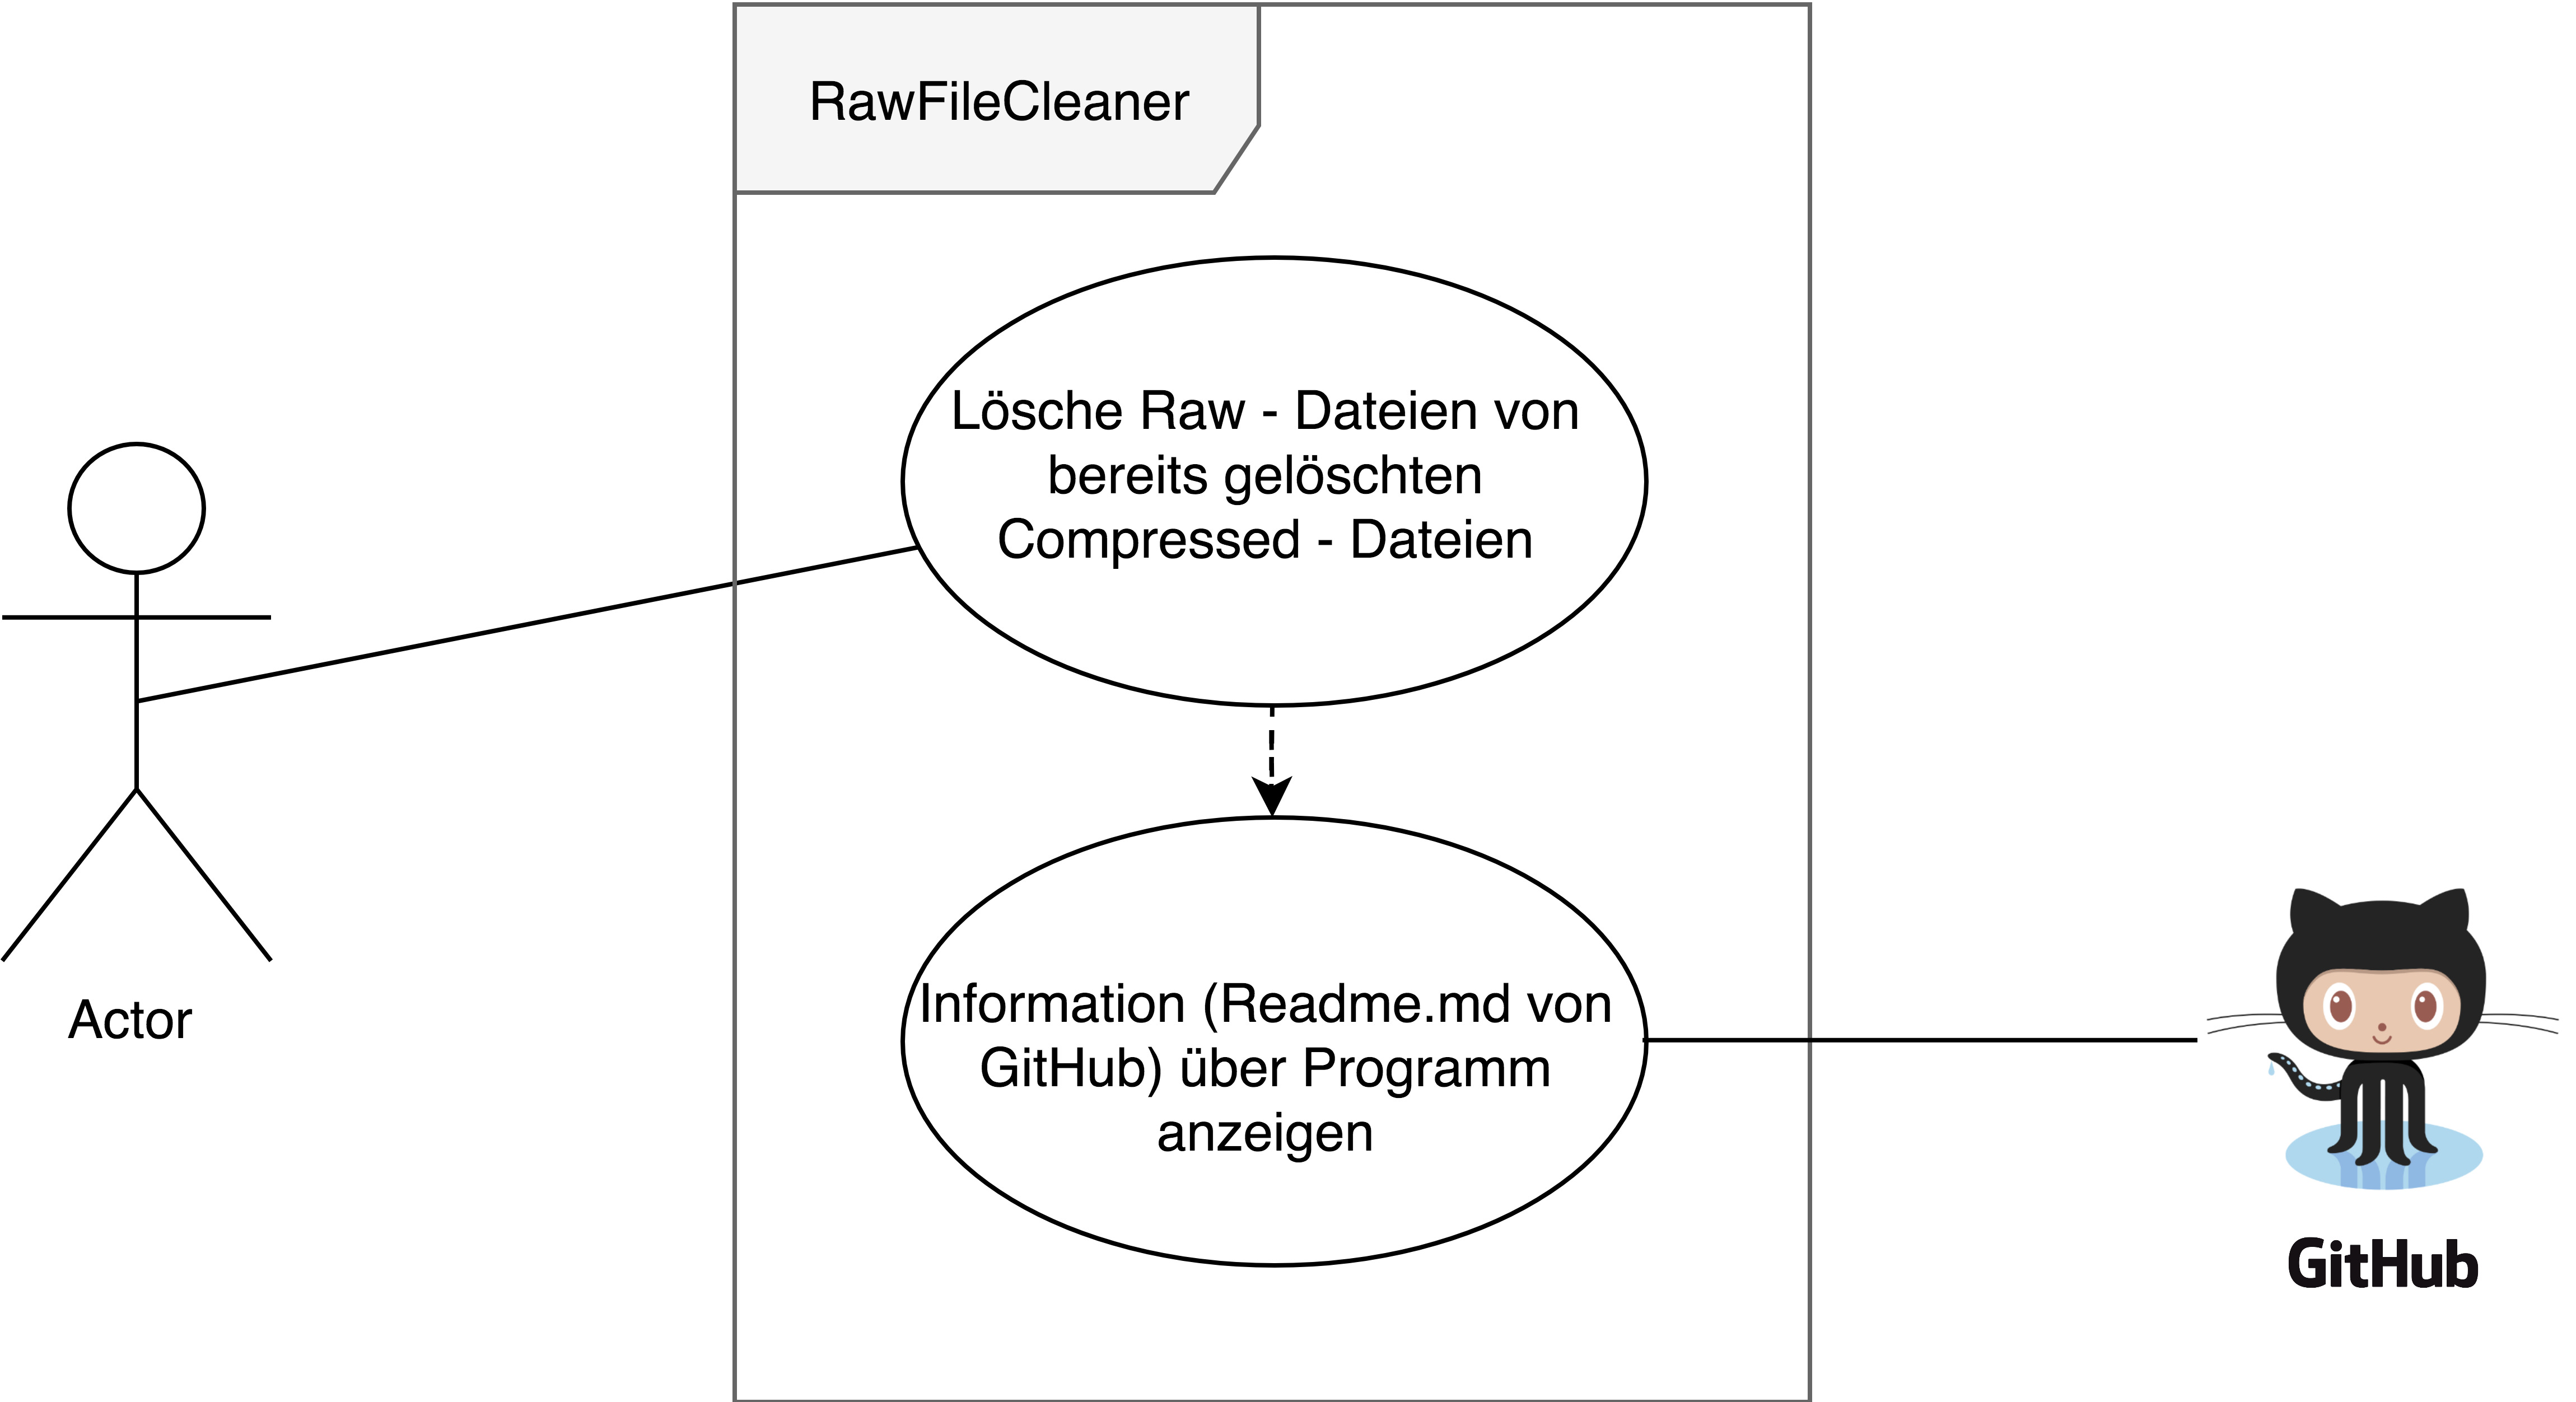 RawFileCleaner
Lösche Raw - Dateien von
bereits gelöschten
Compressed - Dateien
Actor
Information (Readme.md von
GitHub) über Programm
anzeigen
GitHub